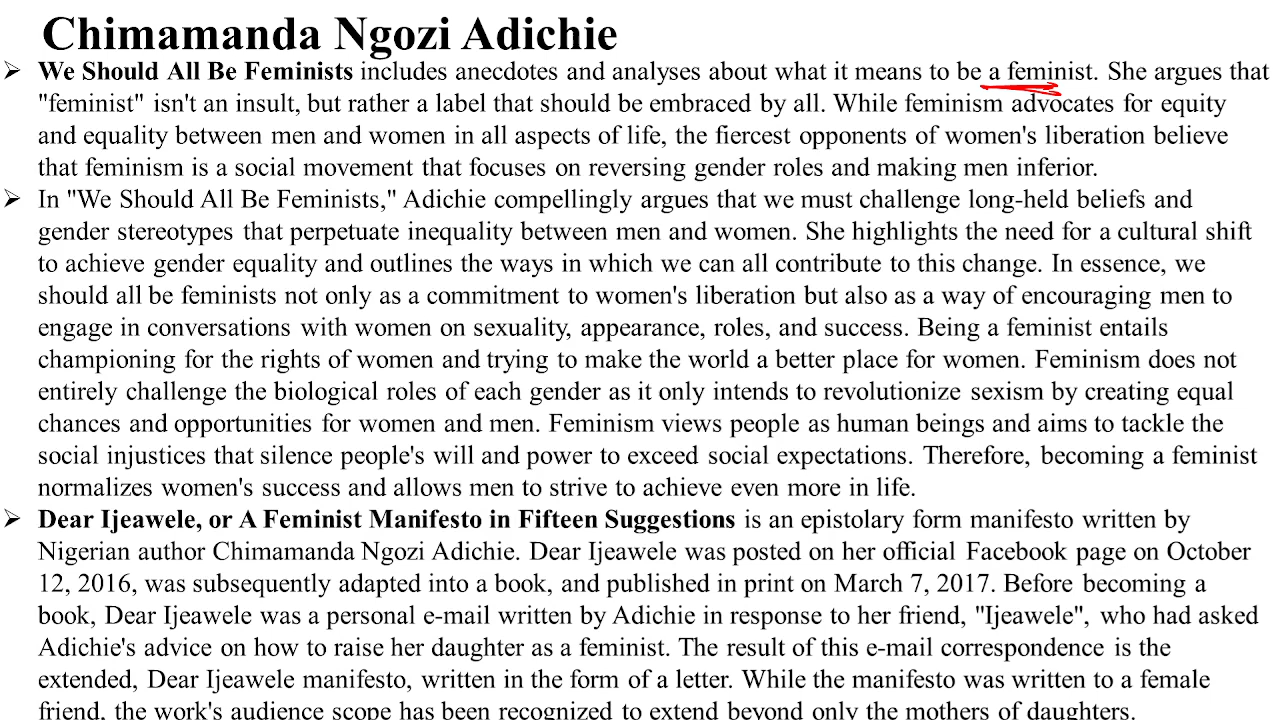 Chimamanda Ngozi Adichie
➢ We Should All Be Feminists includes anecdotes and analyses about what it means to be a feminist. She argues that
"feminist" isn't an insult, but rather a label that should be embraced by all. While feminism advocates for equity
and equality between men and women in all aspects of life, the fiercest opponents of women's liberation believe
that feminism is a social movement that focuses on reversing gender roles and making men inferior.
➢ In "We Should All Be Feminists," Adichie compellingly argues that we must challenge long-held beliefs and
gender stereotypes that perpetuate inequality between men and women. She highlights the need for a cultural shift
to achieve gender equality and outlines the ways in which we can all contribute to this change. In essence, we
should all be feminists not only as a commitment to women's liberation but also as a way of encouraging men to
engage in conversations with women on sexuality, appearance, roles, and success. Being a feminist entails
championing for the rights of women and trying to make the world a better place for women. Feminism does not
entirely challenge the biological roles of each gender as it only intends to revolutionize sexism by creating equal
chances and opportunities for women and men. Feminism views people as human beings and aims to tackle the
social injustices that silence people's will and power to exceed social expectations. Therefore, becoming a feminist
normalizes women's success and allows men to strive to achieve even more in life.
➢ Dear Ijeawele, or A Feminist Manifesto in Fifteen Suggestions is an epistolary form manifesto written by
Nigerian author Chimamanda Ngozi Adichie. Dear Ijeawele was posted on her official Facebook page on October
12, 2016, was subsequently adapted into a book, and published in print on March 7, 2017. Before becoming a
book, Dear Ijeawele was a personal e-mail written by Adichie in response to her friend, "Ijeawele", who had asked
Adichie's advice on how to raise her daughter as a feminist. The result of this e-mail correspondence is the
extended, Dear Ijeawele manifesto, written in the form of a letter. While the manifesto was written to a female
friend, the work's audience scope has been recognized to extend beyond only the mothers of daughters.